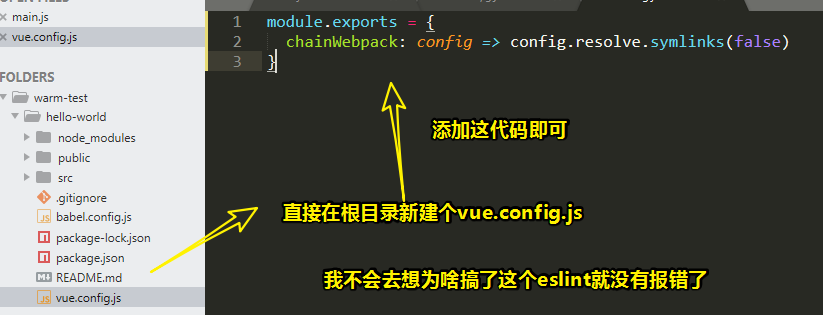 OPEN FILES
main.js
vue.config.js
FOLDERS
warm-test
hello-world
node_modules
public
src
.gitignore
babel.config.js
package-lock.json
package.json
README.md
vue.config.js
1 module.exports = {
2 chainWebpack: config => config.resolve.symlinks(false)
3 }
添加这代码即可
直接在根目录新建个vue.config.js
我不会去想为啥搞了这个eslint就没有报错了